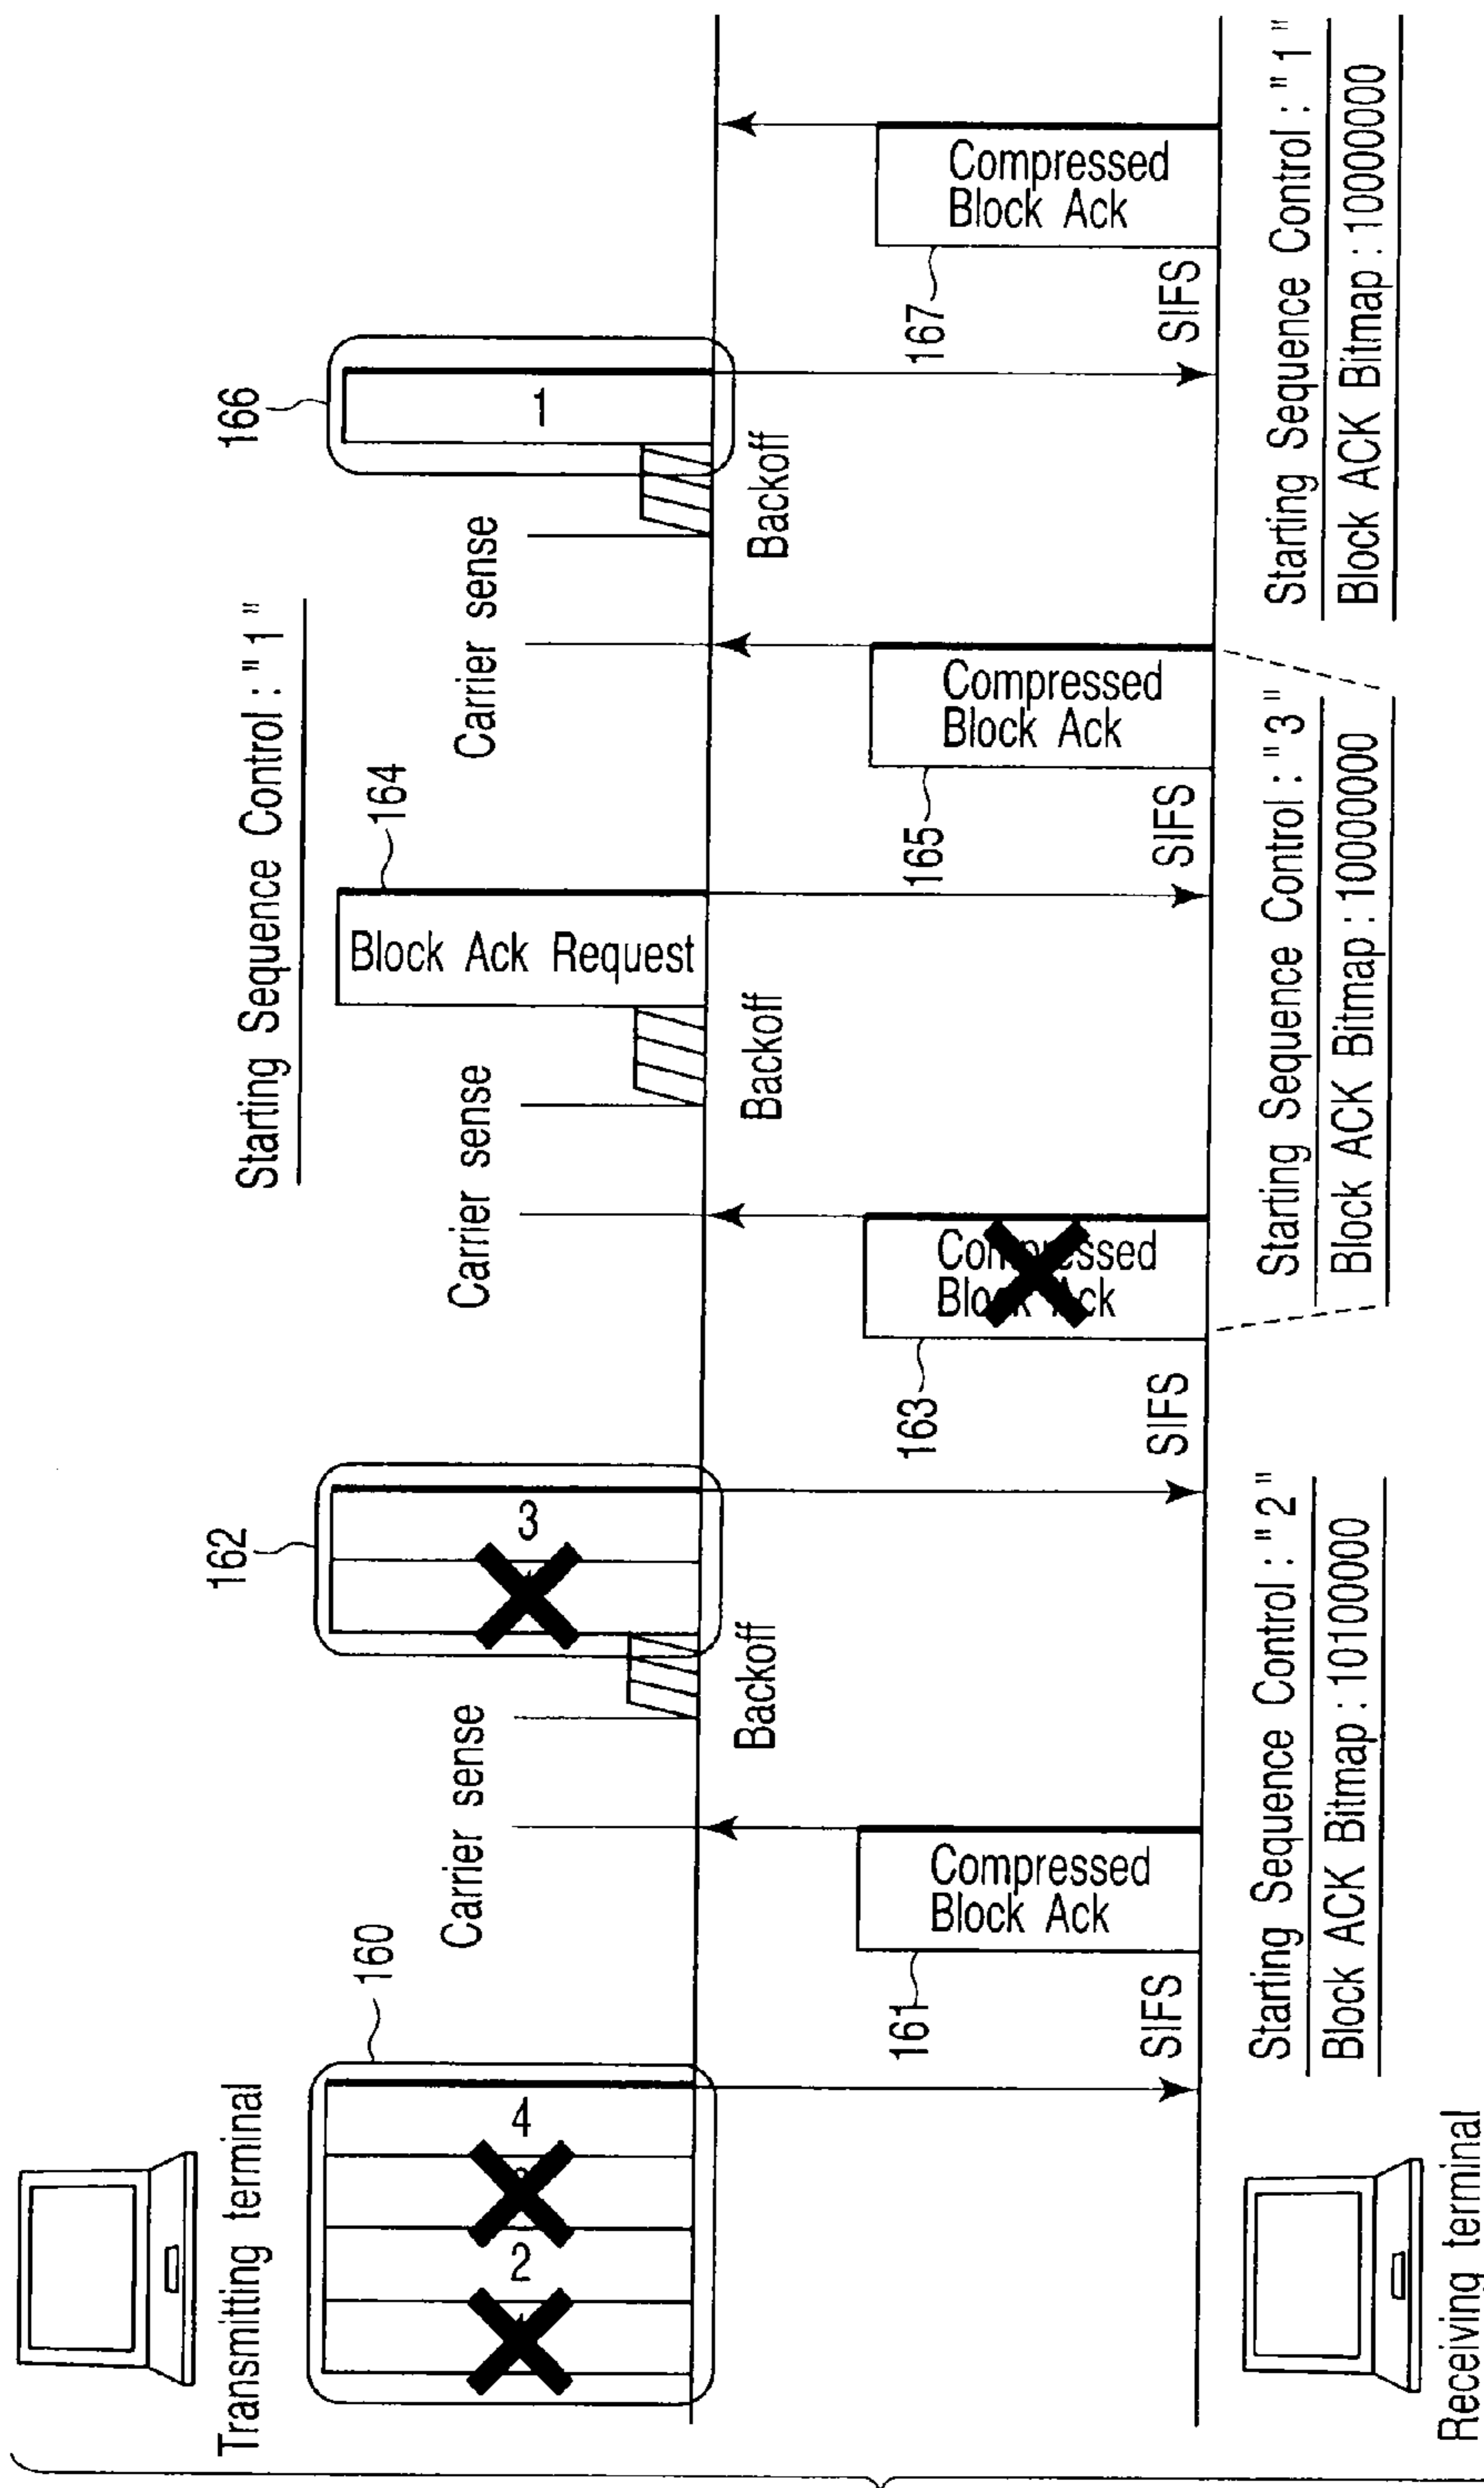 Transmitting terminal
160
4
2
Carrier sense
162
3
Backoff
Carrier sense
Starting Sequence Control : "1"
164
Block Ack Request
Backoff
Carrier sense
166
1
Backoff
161
SIFS
Compressed
Block Ack
163
SIFS
165
SIFS
Compressed
Block Ack
167
SIFS
Compressed
Block Ack
Starting Sequence Control : "2"
Block ACK Bitmap : 10100000
Starting Sequence Control : "3"
Block ACK Bitmap : 10000000
Starting Sequence Control : "1"
Block ACK Bitmap : 10000000
Receiving terminal